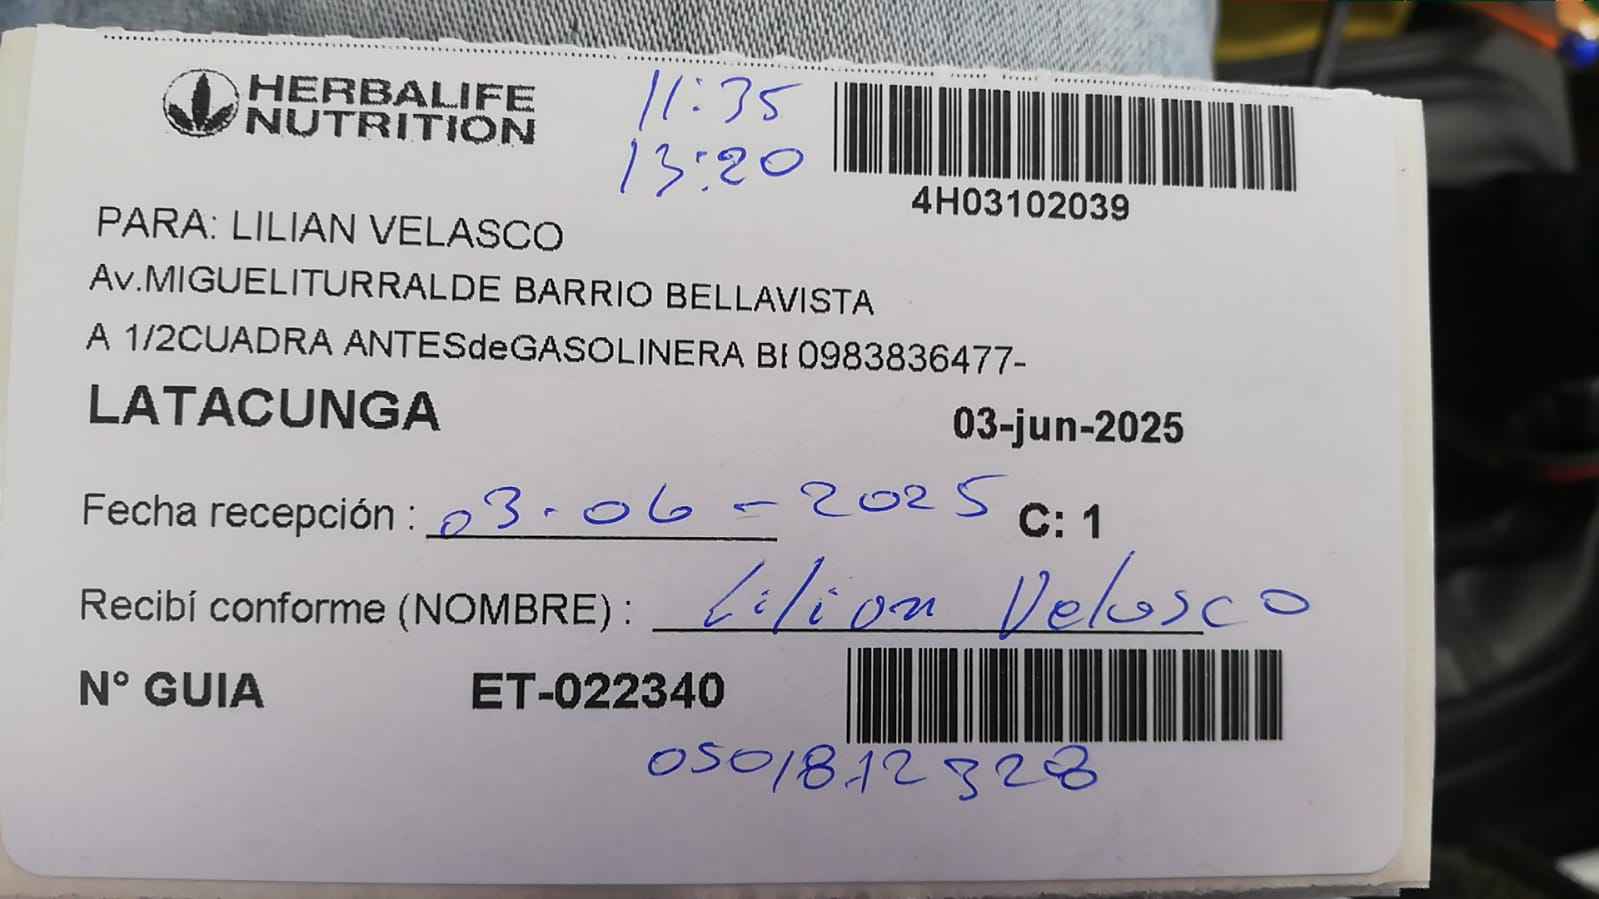 HERBALIFE
NUTRITION
11:35
13:20
4H03102039
PARA: LILIAN VELASCO
Av.MIGUELITURRALDE BARRIO BELLAVISTA
A 1/2CUADRA ANTESdeGASOLINERA BI 0983836477-
LATACUNGA
03-jun-2025
Fecha recepción : 03-06-2025 C: 1
Recibí conforme (NOMBRE) : Lilian Velasco
N° GUIA ET-022340
0501812328